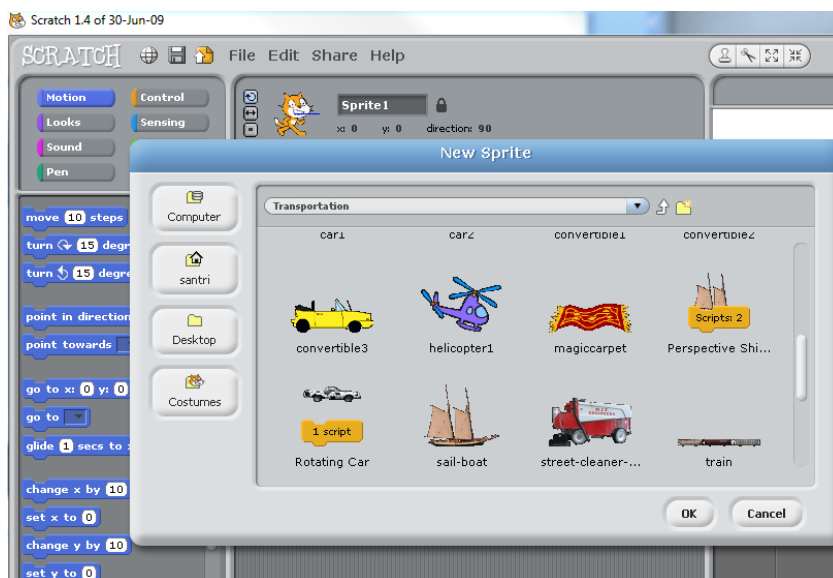 Scratch 1.4 of 30-Jun-09
SCRATCH File Edit Share Help
Motion Control
Looks Sensing
Sound
Pen
Sprite1
x: 0 y: 0 direction: 90
New Sprite
Computer
santri
Desktop
Costumes
Transportation
car1 car2 convertible1 convertible2
Scripts: 2
convertible3 helicopter1 magiccarpet Perspective Shi...
1 script
Rotating Car sail-boat street-cleaner-... train
OK Cancel
move 10 steps
turn 15 degre
turn 15 degre
point in direction
point towards
go to x: 0 y: 0
go to
glide 1 secs to
change x by 10
set x to 0
change y by 10
set y to 0